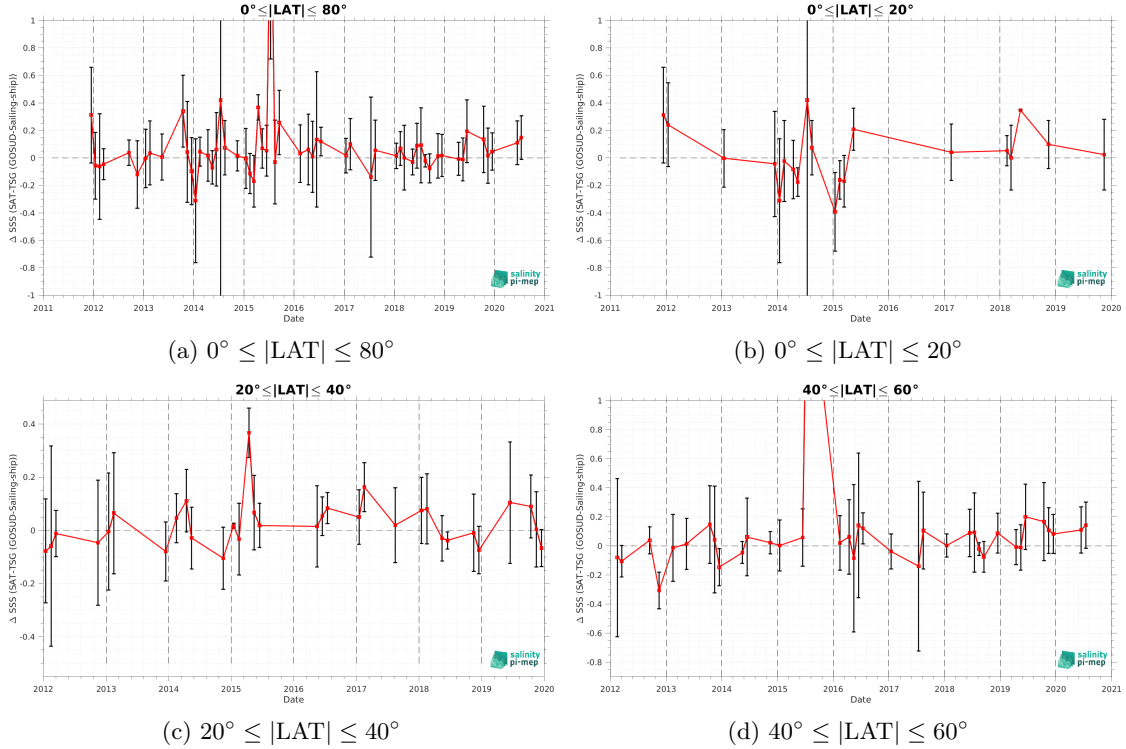 0°≤|LAT|≤ 80°
Δ SSS (SAT-TSG (GOSUD-Sailing-ship))
1
0.8
0.6
0.4
0.2
0
-0.2
-0.4
-0.6
-0.8
-1
2011 2012 2013 2014 2015 2016 2017 2018 2019 2020 2021
Date
salinity
pi-mep
(a) 0° ≤ |LAT| ≤ 80°
0°≤|LAT|≤ 20°
Δ SSS (SAT-TSG (GOSUD-Sailing-ship))
1
0.8
0.6
0.4
0.2
0
-0.2
-0.4
-0.6
-0.8
-1
2011 2012 2013 2014 2015 2016 2017 2018 2019 2020
Date
salinity
pi-mep
(b) 0° ≤ |LAT| ≤ 20°
20°≤|LAT|≤ 40°
Δ SSS (SAT-TSG (GOSUD-Sailing-ship))
0.4
0.2
0
-0.2
-0.4
2012 2013 2014 2015 2016 2017 2018 2019 2020
Date
salinity
pi-mep
(c) 20° ≤ |LAT| ≤ 40°
40°≤|LAT|≤ 60°
Δ SSS (SAT-TSG (GOSUD-Sailing-ship))
1
0.8
0.6
0.4
0.2
0
-0.2
-0.4
-0.6
-0.8
2012 2013 2014 2015 2016 2017 2018 2019 2020 2021
Date
salinity
pi-mep
(d) 40° ≤ |LAT| ≤ 60°